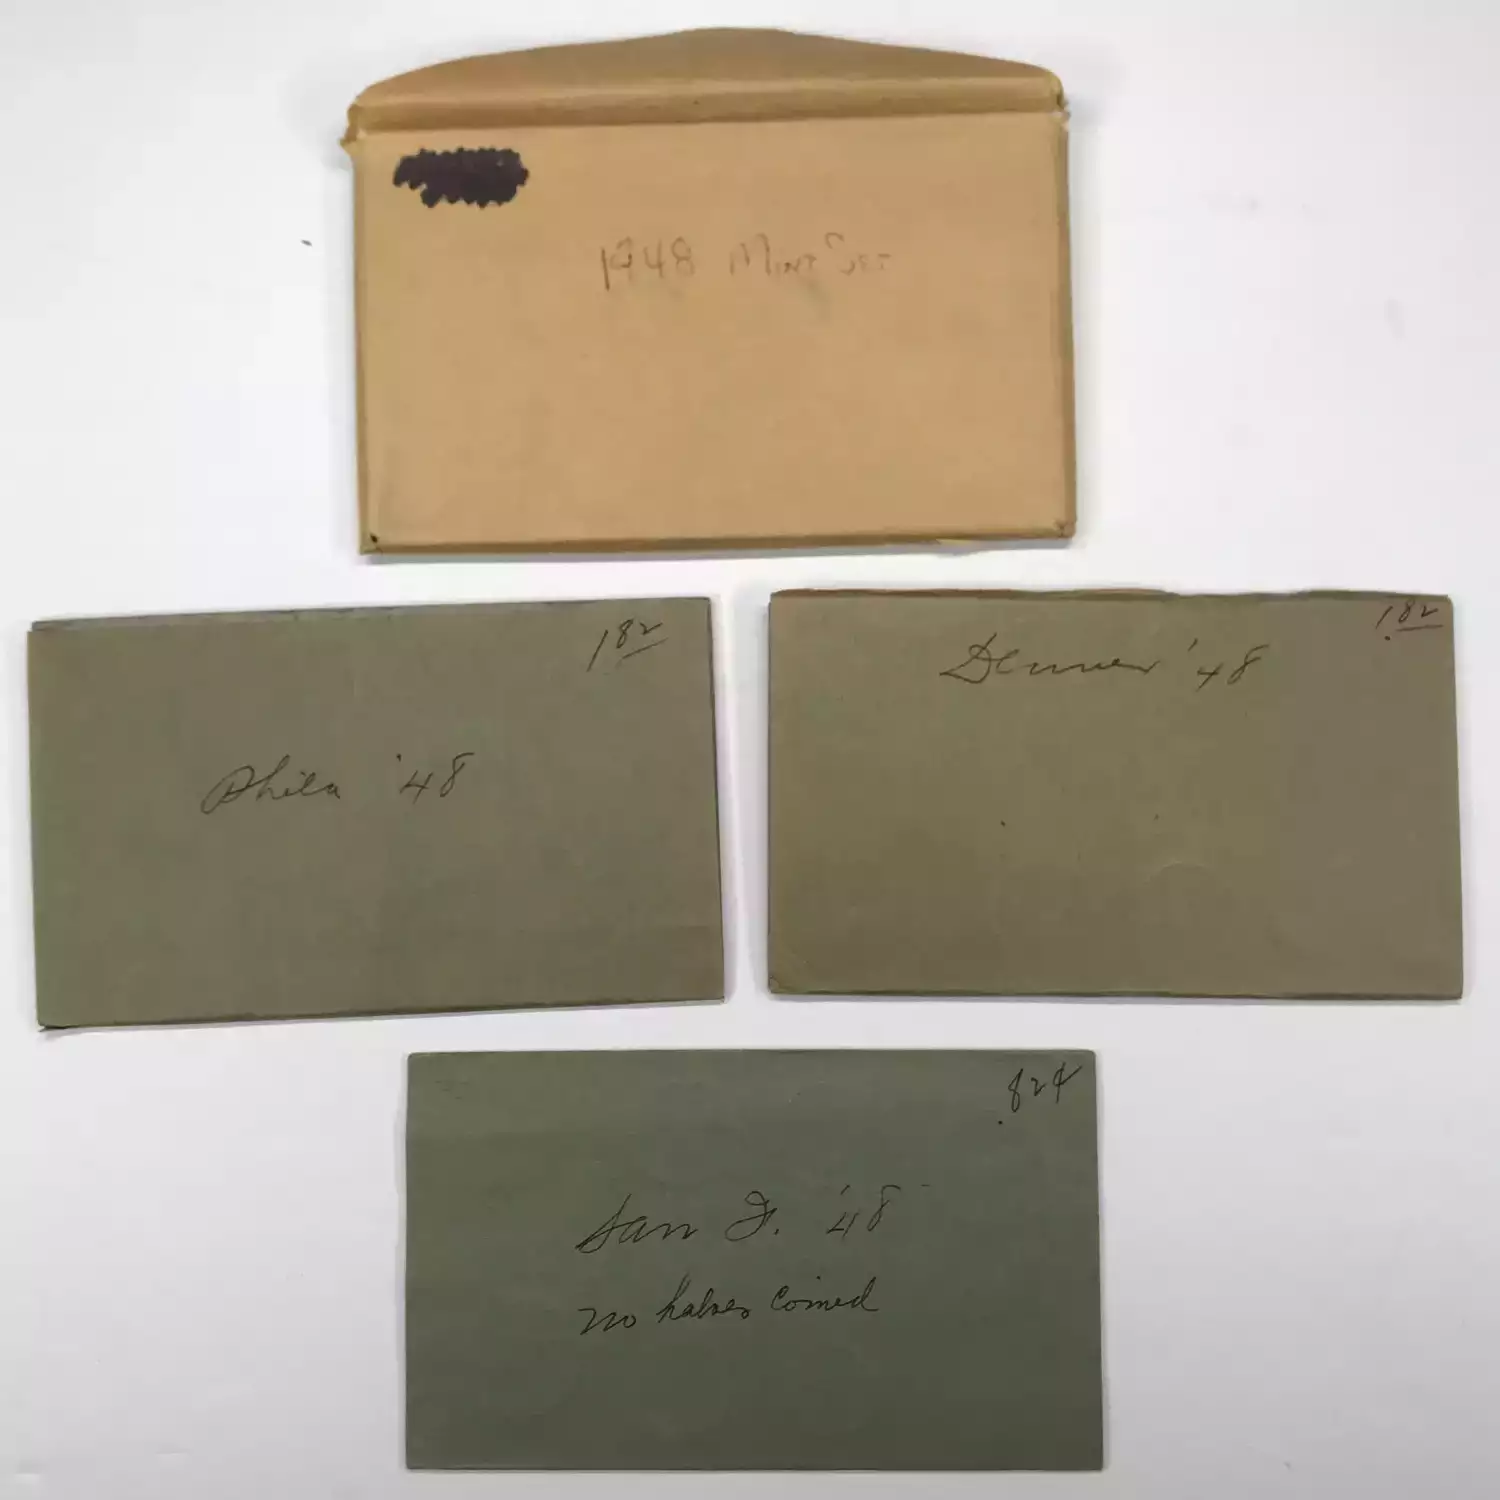 1948 Mint Set
1 82
Phila '48
1.82
Denver '48
.82¢
San F. '48
no halves coined